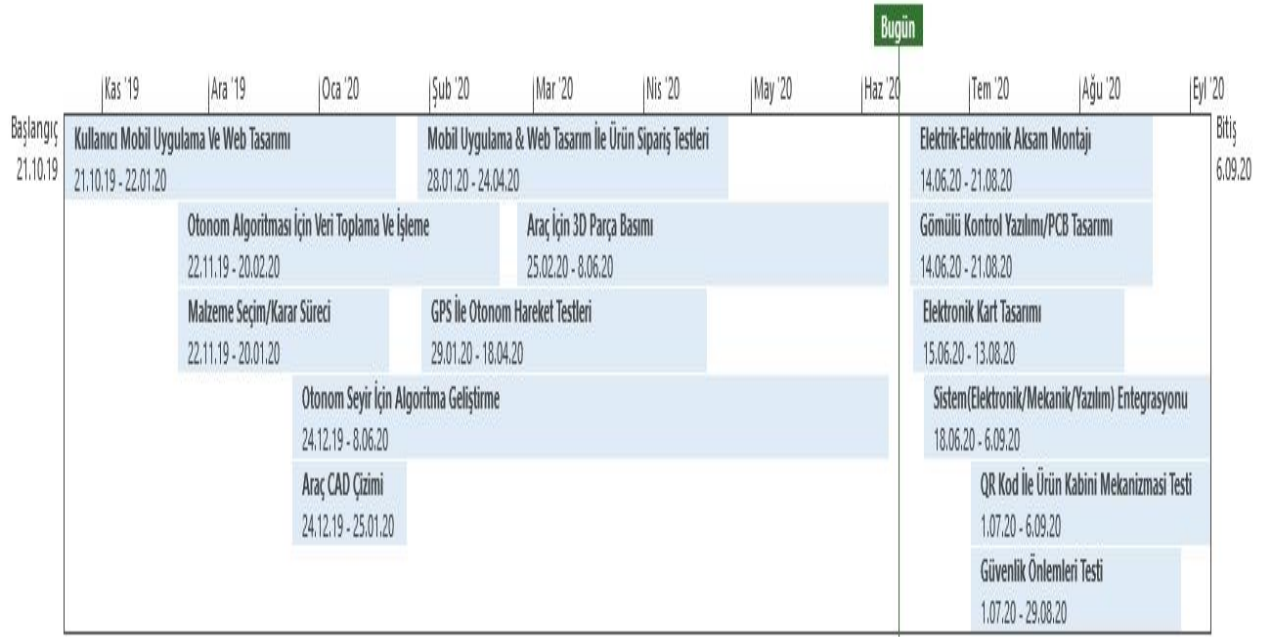 Bugün
Kas '19
Ara '19
Oca '20
Şub '20
Mar '20
Nis '20
May '20
Haz '20
Tem '20
Ağu '20
Eyl '20
Başlangıç
21.10.19
Bitiş
6.09.20
Kullanıcı Mobil Uygulama Ve Web Tasarımı
21.10.19 - 22.01.20
Mobil Uygulama & Web Tasarım İle Ürün Sipariş Testleri
28.01.20 - 24.04.20
Elektrik-Elektronik Aksam Montajı
14.06.20 - 21.08.20
Otonom Algoritması İçin Veri Toplama Ve İşleme
22.11.19 - 20.02.20
Araç İçin 3D Parça Basımı
25.02.20 - 8.06.20
Gömülü Kontrol Yazılımı/PCB Tasarımı
14.06.20 - 21.08.20
Malzeme Seçim/Karar Süreci
22.11.19 - 20.01.20
GPS İle Otonom Hareket Testleri
29.01.20 - 18.04.20
Elektronik Kart Tasarımı
15.06.20 - 13.08.20
Otonom Seyir İçin Algoritma Geliştirme
24.12.19 - 8.06.20
Sistem(Elektronik/Mekanik/Yazılım) Entegrasyonu
18.06.20 - 6.09.20
Araç CAD Çizimi
24.12.19 - 25.01.20
QR Kod İle Ürün Kabini Mekanizması Testi
1.07.20 - 6.09.20
Güvenlik Önlemleri Testi
1.07.20 - 29.08.20